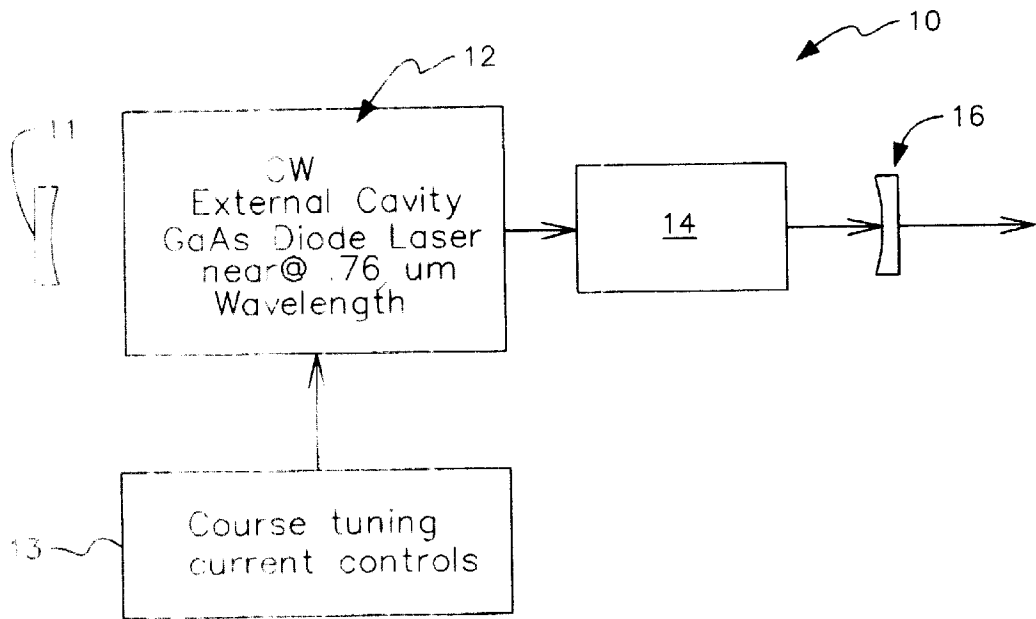 10
12
11
16
CW
External Cavity
GaAs Diode Laser
near@ .76 um
Wavelength
14
Course tuning
current controls
13